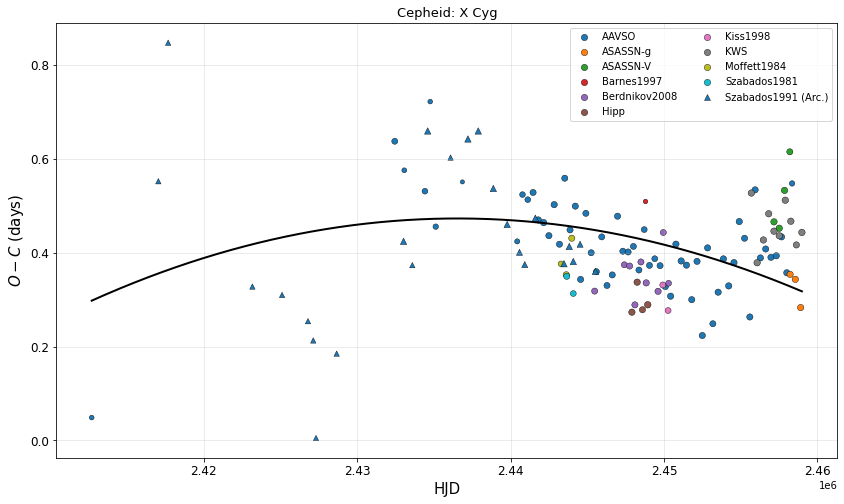 Cepheid: X Cyg
AAVSO
ASASSN-g
ASASSN-V
Barnes1997
Berdnikov2008
Hipp
Kiss1998
KWS
Moffett1984
Szabados1981
Szabados1991 (Arc.)
O − C (days)
0.8
0.6
0.4
0.2
0.0
2.42 2.43 2.44 2.45 2.46
1e6
HJD